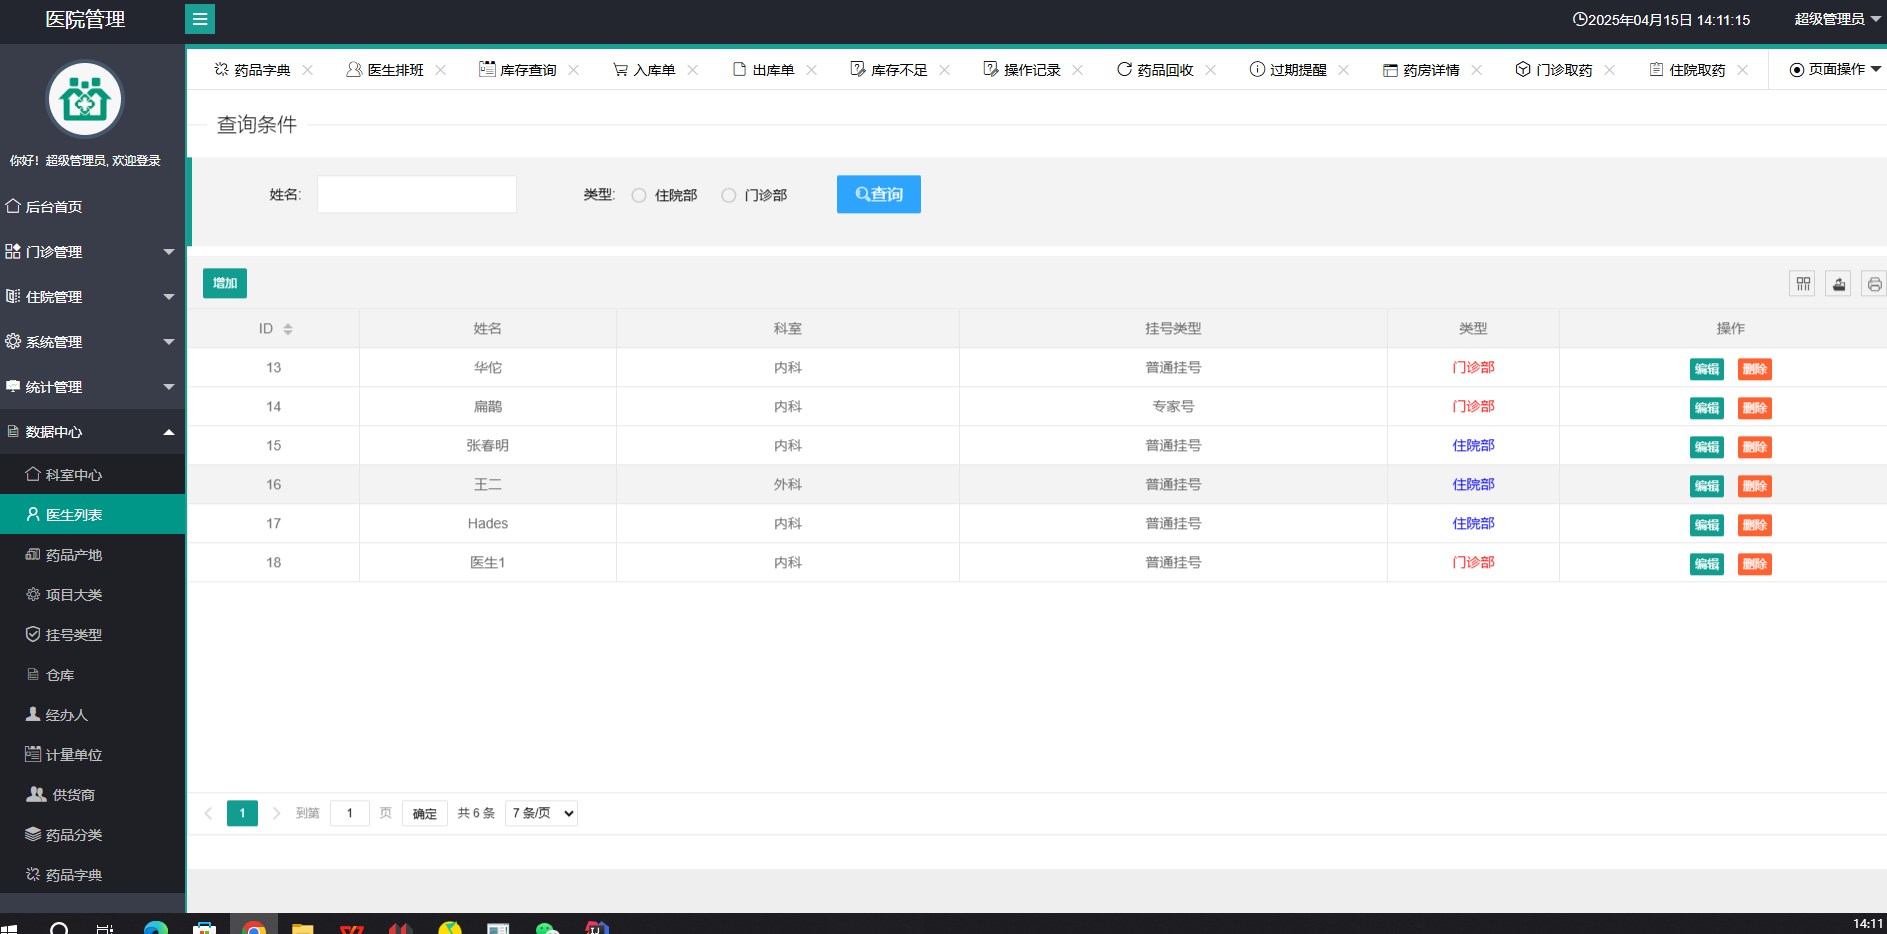 医院管理
2025年04月15日 14:11:15 超级管理员
药品字典 医生排班 库存查询 入库单 出库单 库存不足 操作记录 药品回收 过期提醒 药房详情 门诊取药 住院取药 页面操作
你好！超级管理员, 欢迎登录
后台首页
门诊管理
住院管理
系统管理
统计管理
数据中心
科室中心
医生列表
药品产地
项目大类
挂号类型
仓库
经办人
计量单位
供货商
药品分类
药品字典
查询条件
姓名: 类型: 住院部 门诊部 查询
增加
ID 姓名 科室 挂号类型 类型 操作
13 华佗 内科 普通挂号 门诊部 编辑 删除
14 扁鹊 内科 专家号 门诊部 编辑 删除
15 张春明 内科 普通挂号 住院部 编辑 删除
16 王二 外科 普通挂号 住院部 编辑 删除
17 Hades 内科 普通挂号 住院部 编辑 删除
18 医生1 内科 普通挂号 门诊部 编辑 删除
1 到第 1 页 确定 共 6 条 7 条/页
14:11